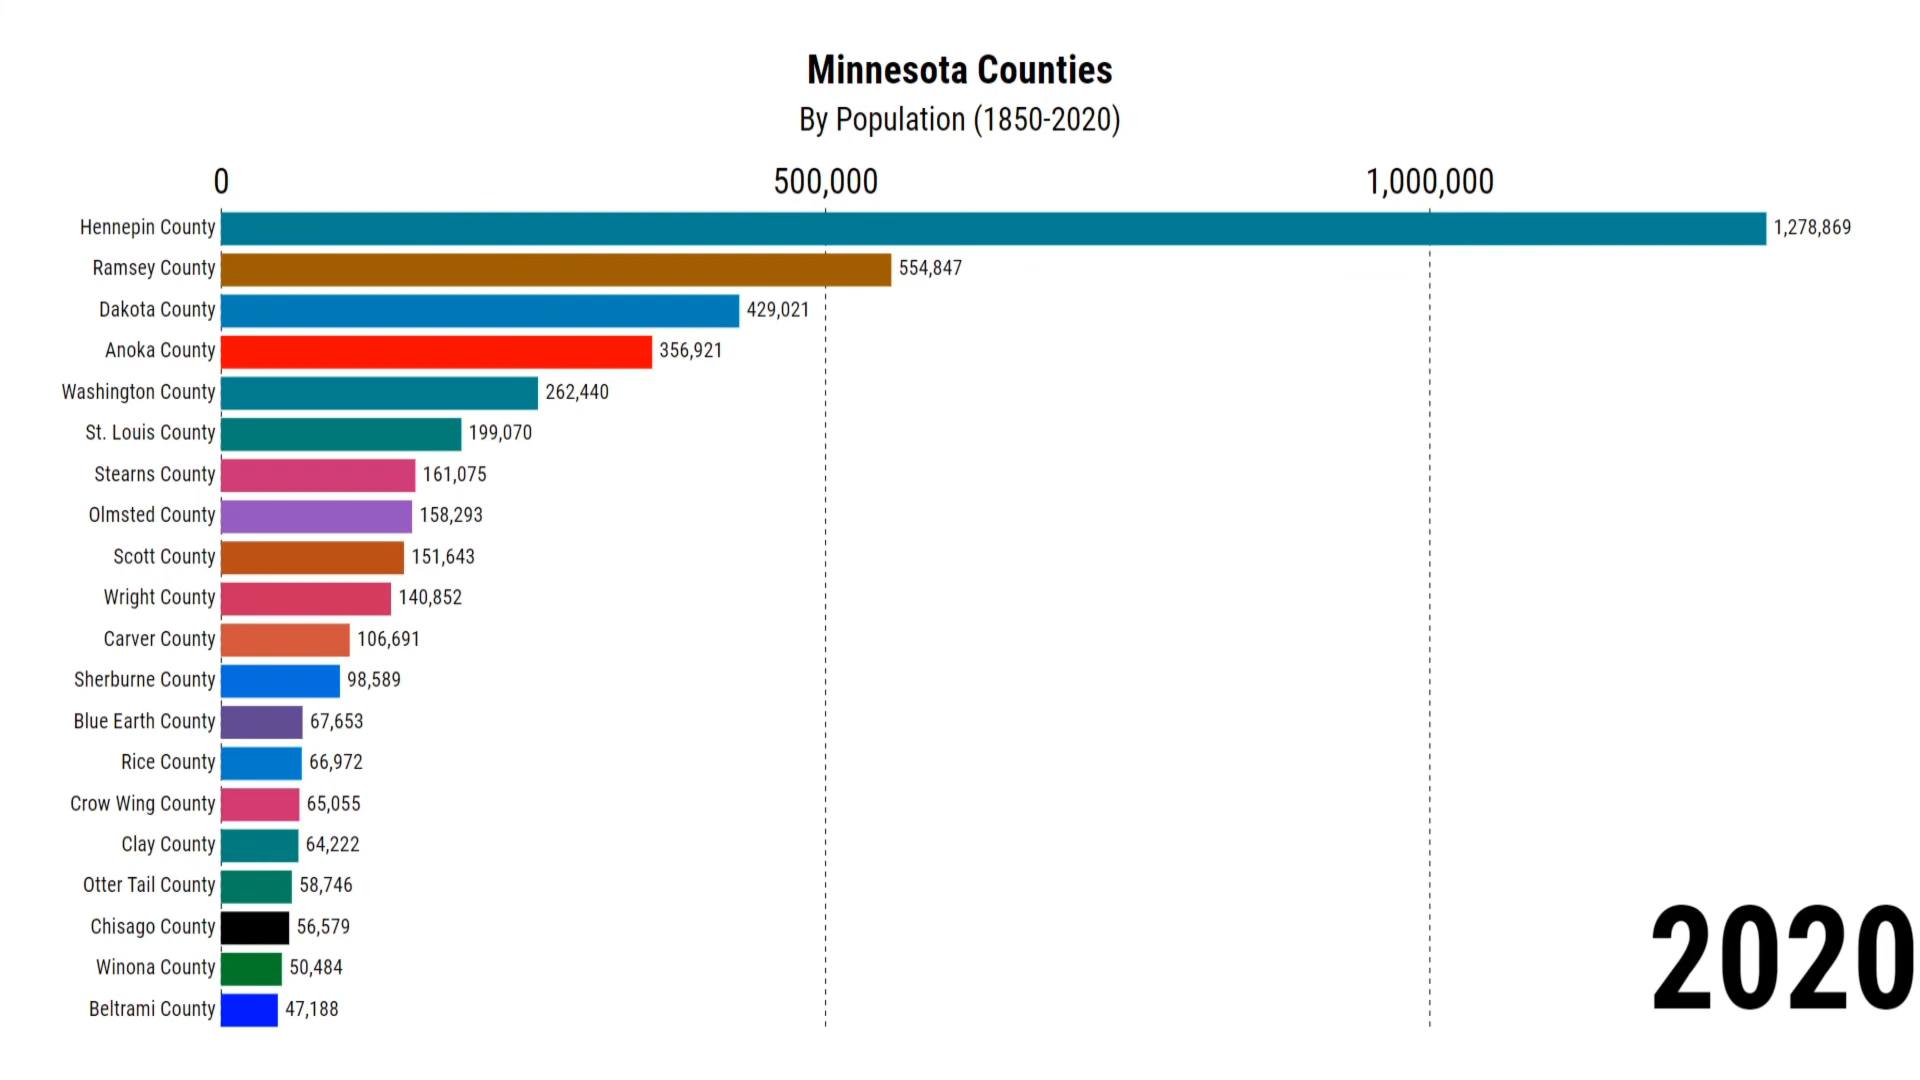 Minnesota Counties
By Population (1850-2020)
0 500,000 1,000,000
Hennepin County 1,278,869
Ramsey County 554,847
Dakota County 429,021
Anoka County 356,921
Washington County 262,440
St. Louis County 199,070
Stearns County 161,075
Olmsted County 158,293
Scott County 151,643
Wright County 140,852
Carver County 106,691
Sherburne County 98,589
Blue Earth County 67,653
Rice County 66,972
Crow Wing County 65,055
Clay County 64,222
Otter Tail County 58,746
Chisago County 56,579
Winona County 50,484
Beltrami County 47,188
2020